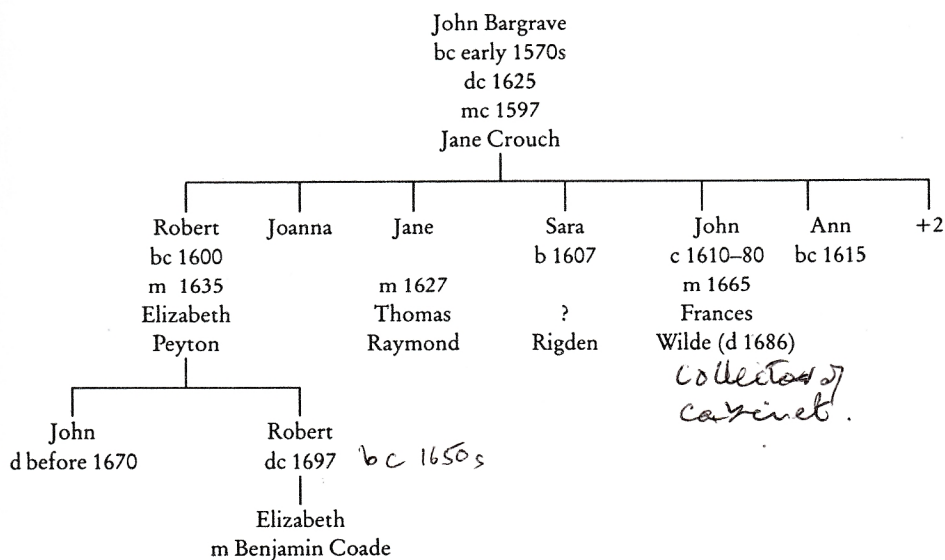 John Bargrave
bc early 1570s
dc 1625
mc 1597
Jane Crouch
Robert Joanna Jane Sara John Ann +2
bc 1600 b 1607 c 1610–80 bc 1615
m 1635 m 1627 m 1665
Elizabeth Thomas ? Frances
Peyton Raymond Rigden Wilde (d 1686)
collector of
cabinet.
John Robert
d before 1670 dc 1697 bc 1650s
Elizabeth
m Benjamin Coade